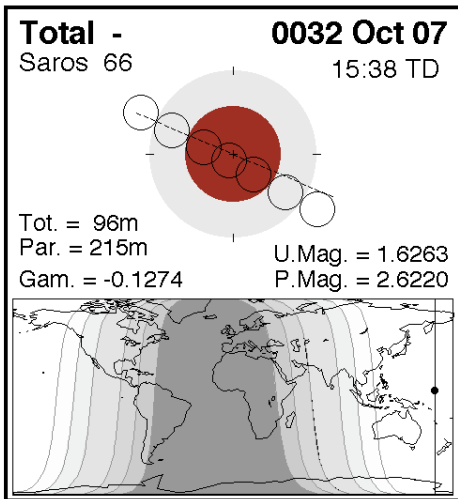 Total - 0032 Oct 07
Saros 66 15:38 TD
Tot. = 96m
Par. = 215m U.Mag. = 1.6263
Gam. = -0.1274 P.Mag. = 2.6220